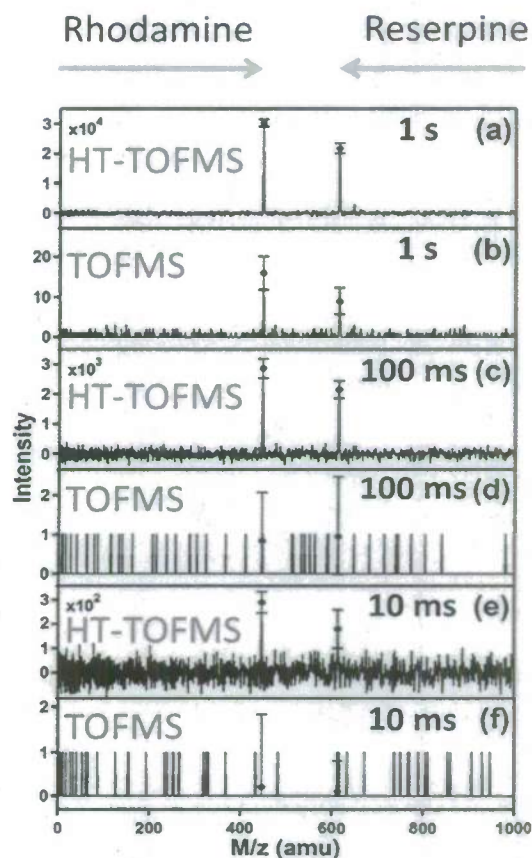 Rhodamine Reserpine
x10⁴ 1 s (a)
3
HT-TOFMS
2
1
0
TOFMS 1 s (b)
20
10
0
x10³ 100 ms (c)
3
HT-TOFMS
2
1
0
Intensity
TOFMS 100 ms (d)
2
1
0
x10² 10 ms (e)
3
HT-TOFMS
2
1
0
TOFMS 10 ms (f)
2
1
0
0 200 400 600 800 1000
M/z (amu)